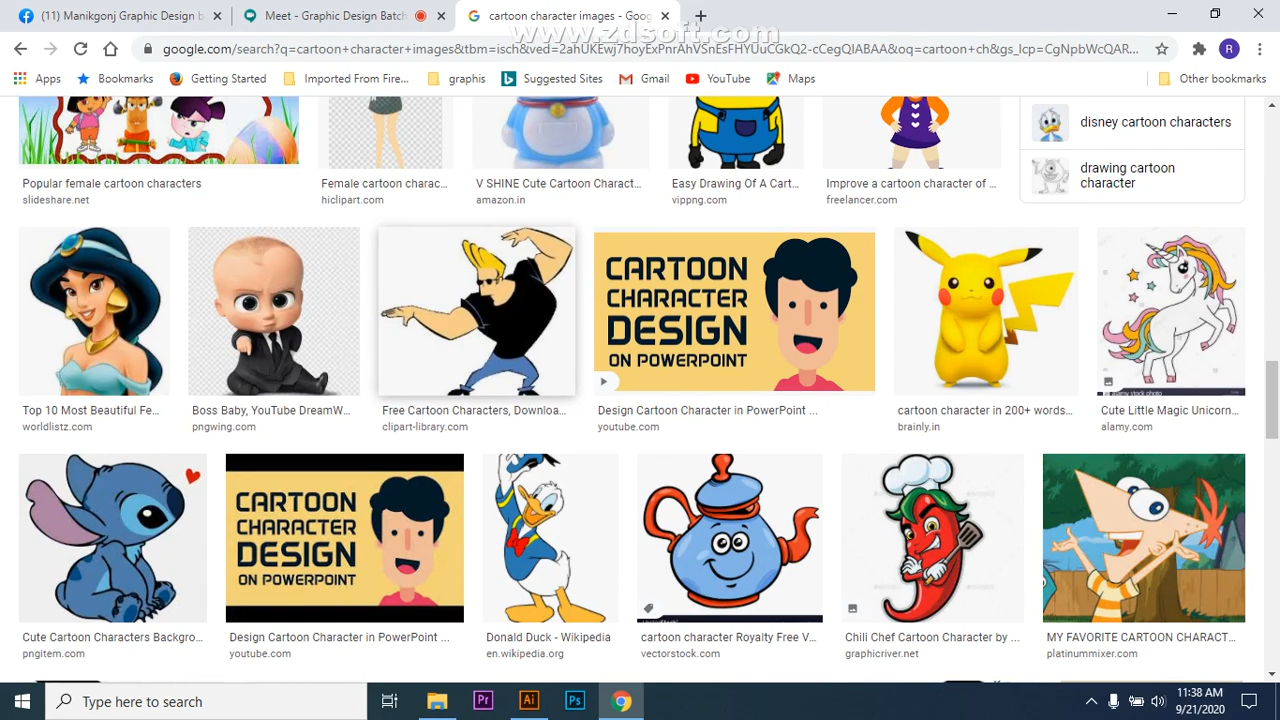 (11) Manikgonj Graphic Design b
Meet - Graphic Design Batch
cartoon character images - Goog
www.zdsoft.com
google.com/search?q=cartoon+character+images&tbm=isch&ved=2ahUKEwj7hoyExPnrAhVSnEsFHYUuCGkQ2-cCegQIABAA&oq=cartoon+ch&gs_lcp=CgNpbWcQAR...
R
Apps
Bookmarks
Getting Started
Imported From Fire...
graphis
Suggested Sites
Gmail
YouTube
Maps
Other bookmarks
disney cartoon characters
drawing cartoon
character
Popular female cartoon characters
slideshare.net
Female cartoon charac...
hiclipart.com
V SHINE Cute Cartoon Charact...
amazon.in
Easy Drawing Of A Cart...
vippng.com
Improve a cartoon character of ...
freelancer.com
CARTOON
CHARACTER
DESIGN
ON POWERPOINT
Top 10 Most Beautiful Fe...
worldlistz.com
Boss Baby, YouTube DreamW...
pngwing.com
Free Cartoon Characters, Downloa...
clipart-library.com
Design Cartoon Character in PowerPoint ...
youtube.com
cartoon character in 200+ words...
brainly.in
Cute Little Magic Unicorn...
alamy.com
CARTOON
CHARACTER
DESIGN
ON POWERPOINT
Cute Cartoon Characters Backgro...
pngitem.com
Design Cartoon Character in PowerPoint ...
youtube.com
Donald Duck - Wikipedia
en.wikipedia.org
cartoon character Royalty Free V...
vectorstock.com
Chili Chef Cartoon Character by ...
graphicriver.net
MY FAVORITE CARTOON CHARACT...
platinummixer.com
Type here to search
Pr
Ai
Ps
11:38 AM
9/21/2020